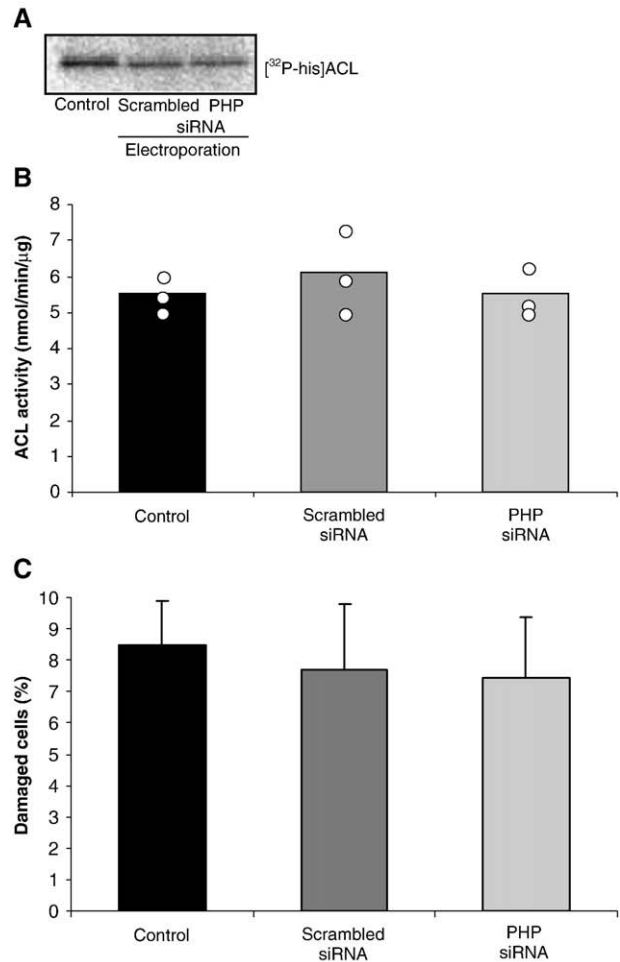 A
[³²P-his]ACL
Control Scrambled PHP
siRNA
Electroporation
B
ACL activity (nmol/min/µg)
8
7
6
5
4
3
2
1
0
Control Scrambled PHP
siRNA siRNA
C
Damaged cells (%)
10
9
8
7
6
5
4
3
2
1
0
Control Scrambled PHP
siRNA siRNA